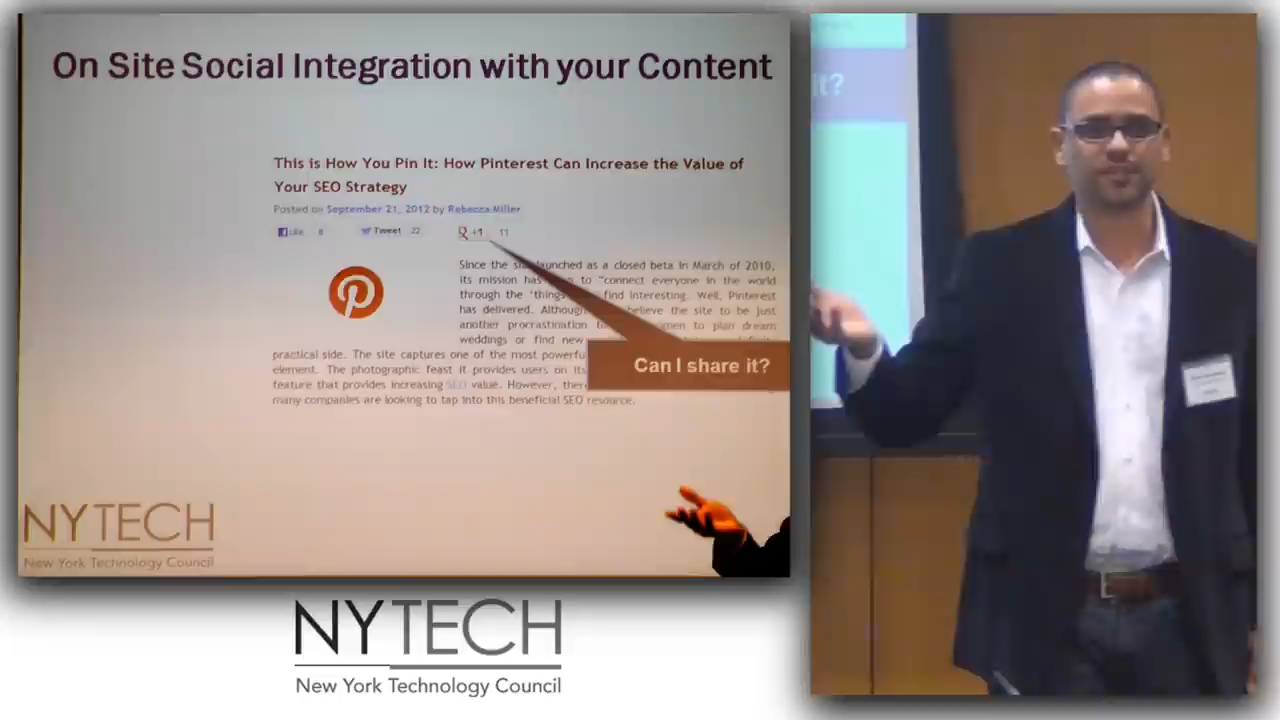 On Site Social Integration with your Content
This is How You Pin It: How Pinterest Can Increase the Value of
Your SEO Strategy
Posted on September 21, 2012 by Rebecca Miller
Like 6
Tweet 22
+1 11
Since the launched as a closed beta in March of 2010,
its mission has to "connect everyone in the world
through the "things find interesting. Well, Pinterest
has delivered. Although believe the site to be just
another procrastination men to plan dream
weddings or find new
practical side. The site captures one of the most
element. The photographic feast it provides users on its
feature that provides increasing SEO value. However,
many companies are looking to tap into this beneficial SEO resource.
Can I share it?
NYTECH
New York Technology Council
NYTECH
New York Technology Council
it?